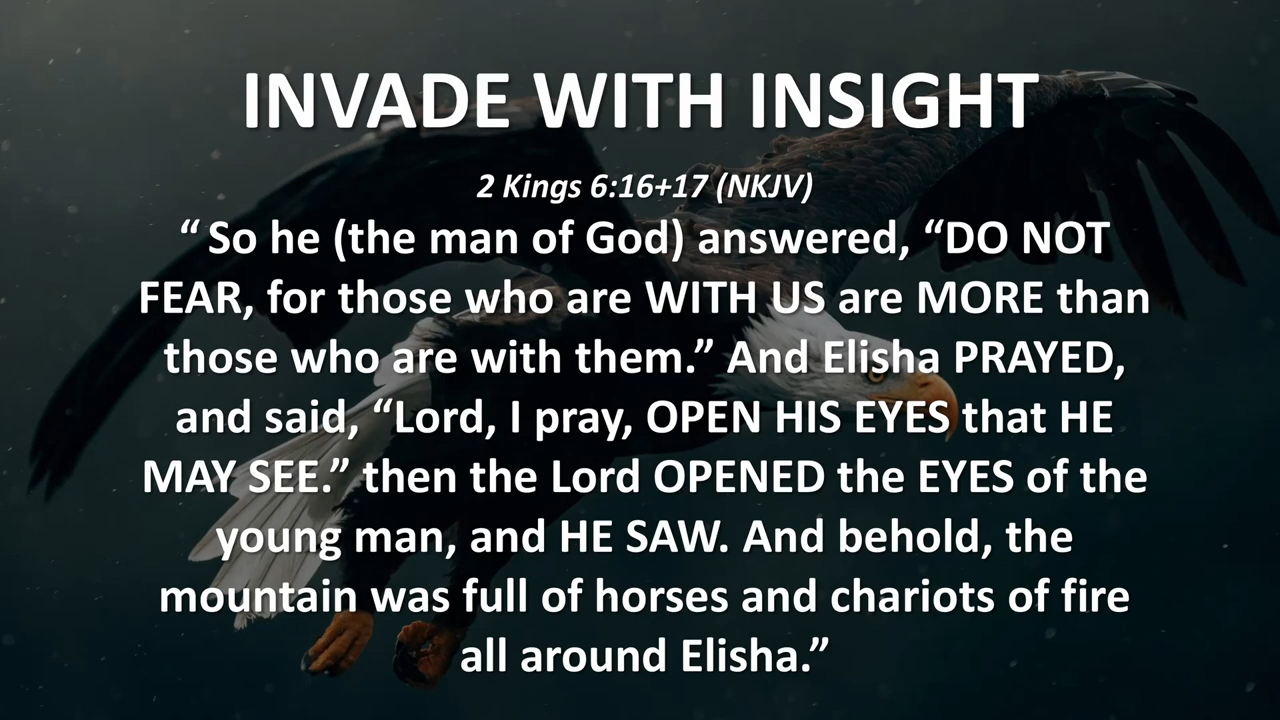 INVADE WITH INSIGHT
2 Kings 6:16+17 (NKJV)
“ So he (the man of God) answered, “DO NOT
FEAR, for those who are WITH US are MORE than
those who are with them.” And Elisha PRAYED,
and said, “Lord, I pray, OPEN HIS EYES that HE
MAY SEE.” then the Lord OPENED the EYES of the
young man, and HE SAW. And behold, the
mountain was full of horses and chariots of fire
all around Elisha.”